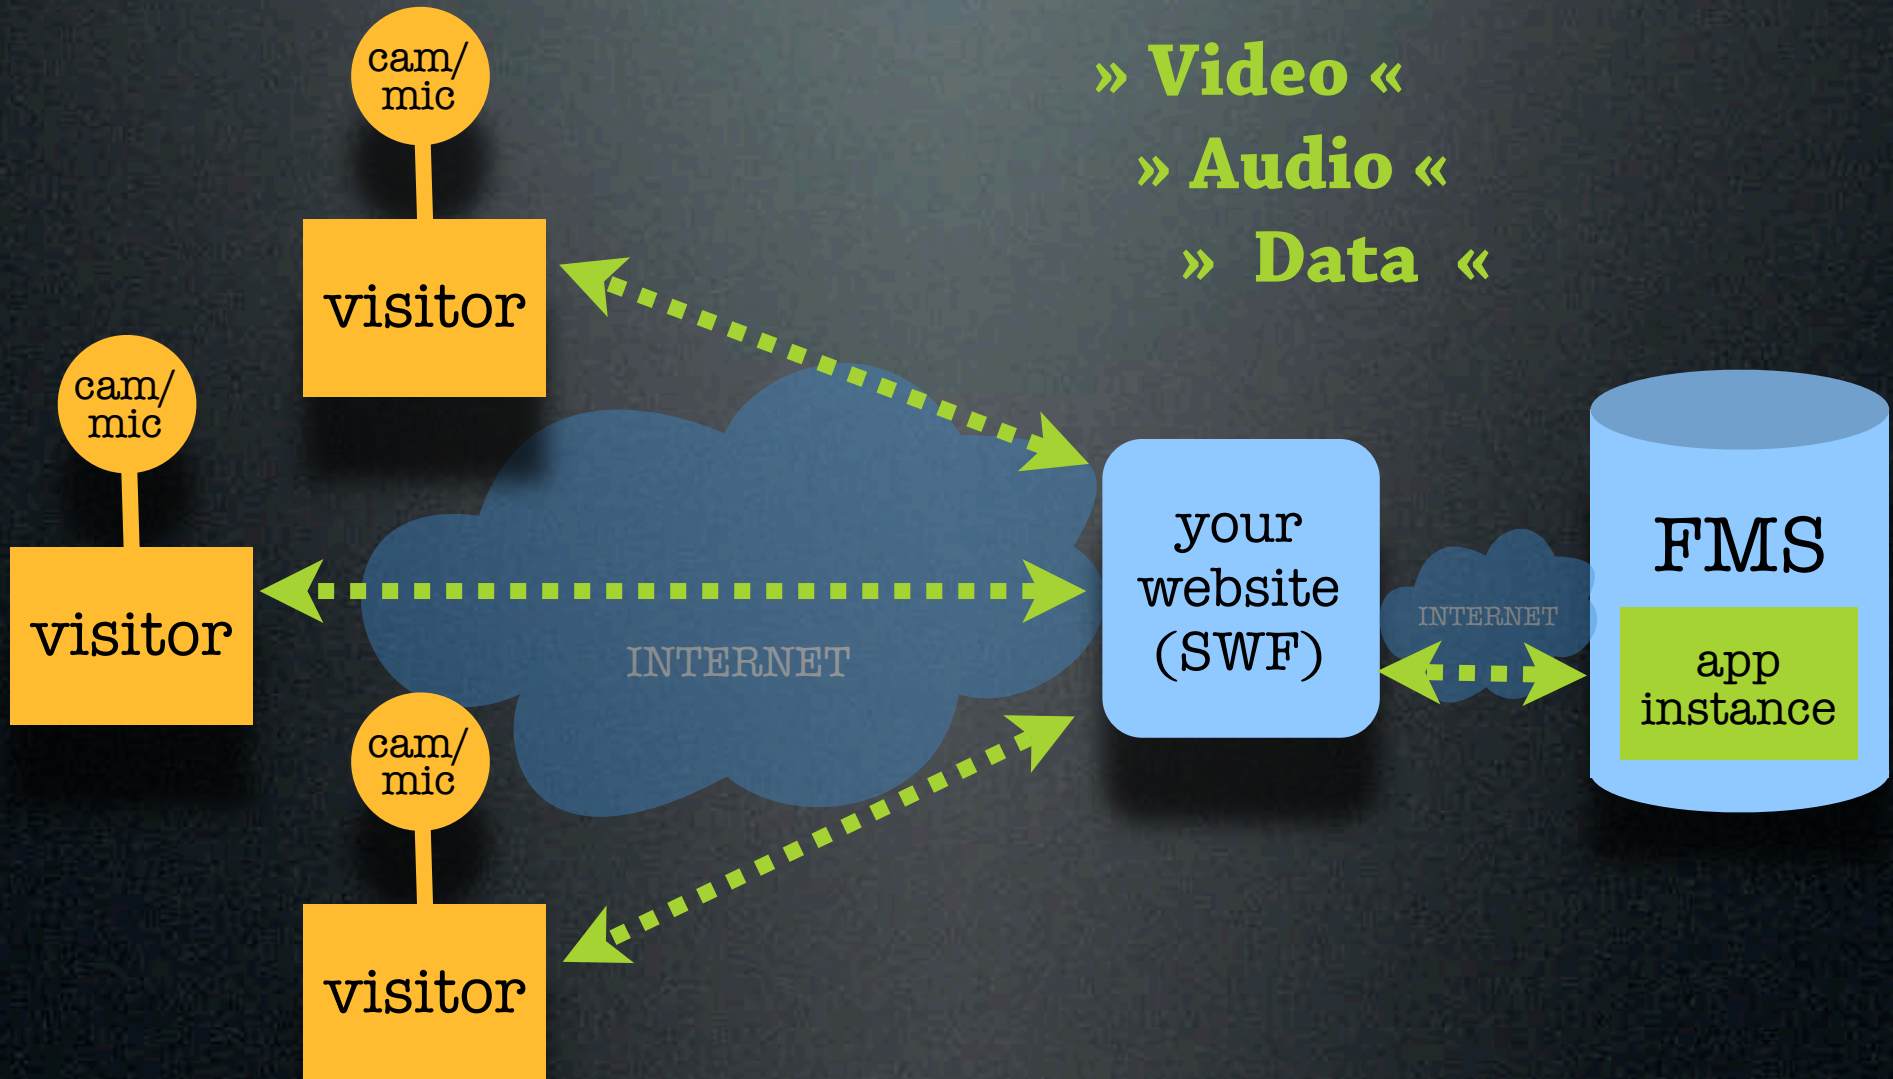 cam/
mic
visitor
» Video «
» Audio «
» Data «
cam/
mic
visitor
INTERNET
your
website
(SWF)
INTERNET
FMS
app
instance
cam/
mic
visitor